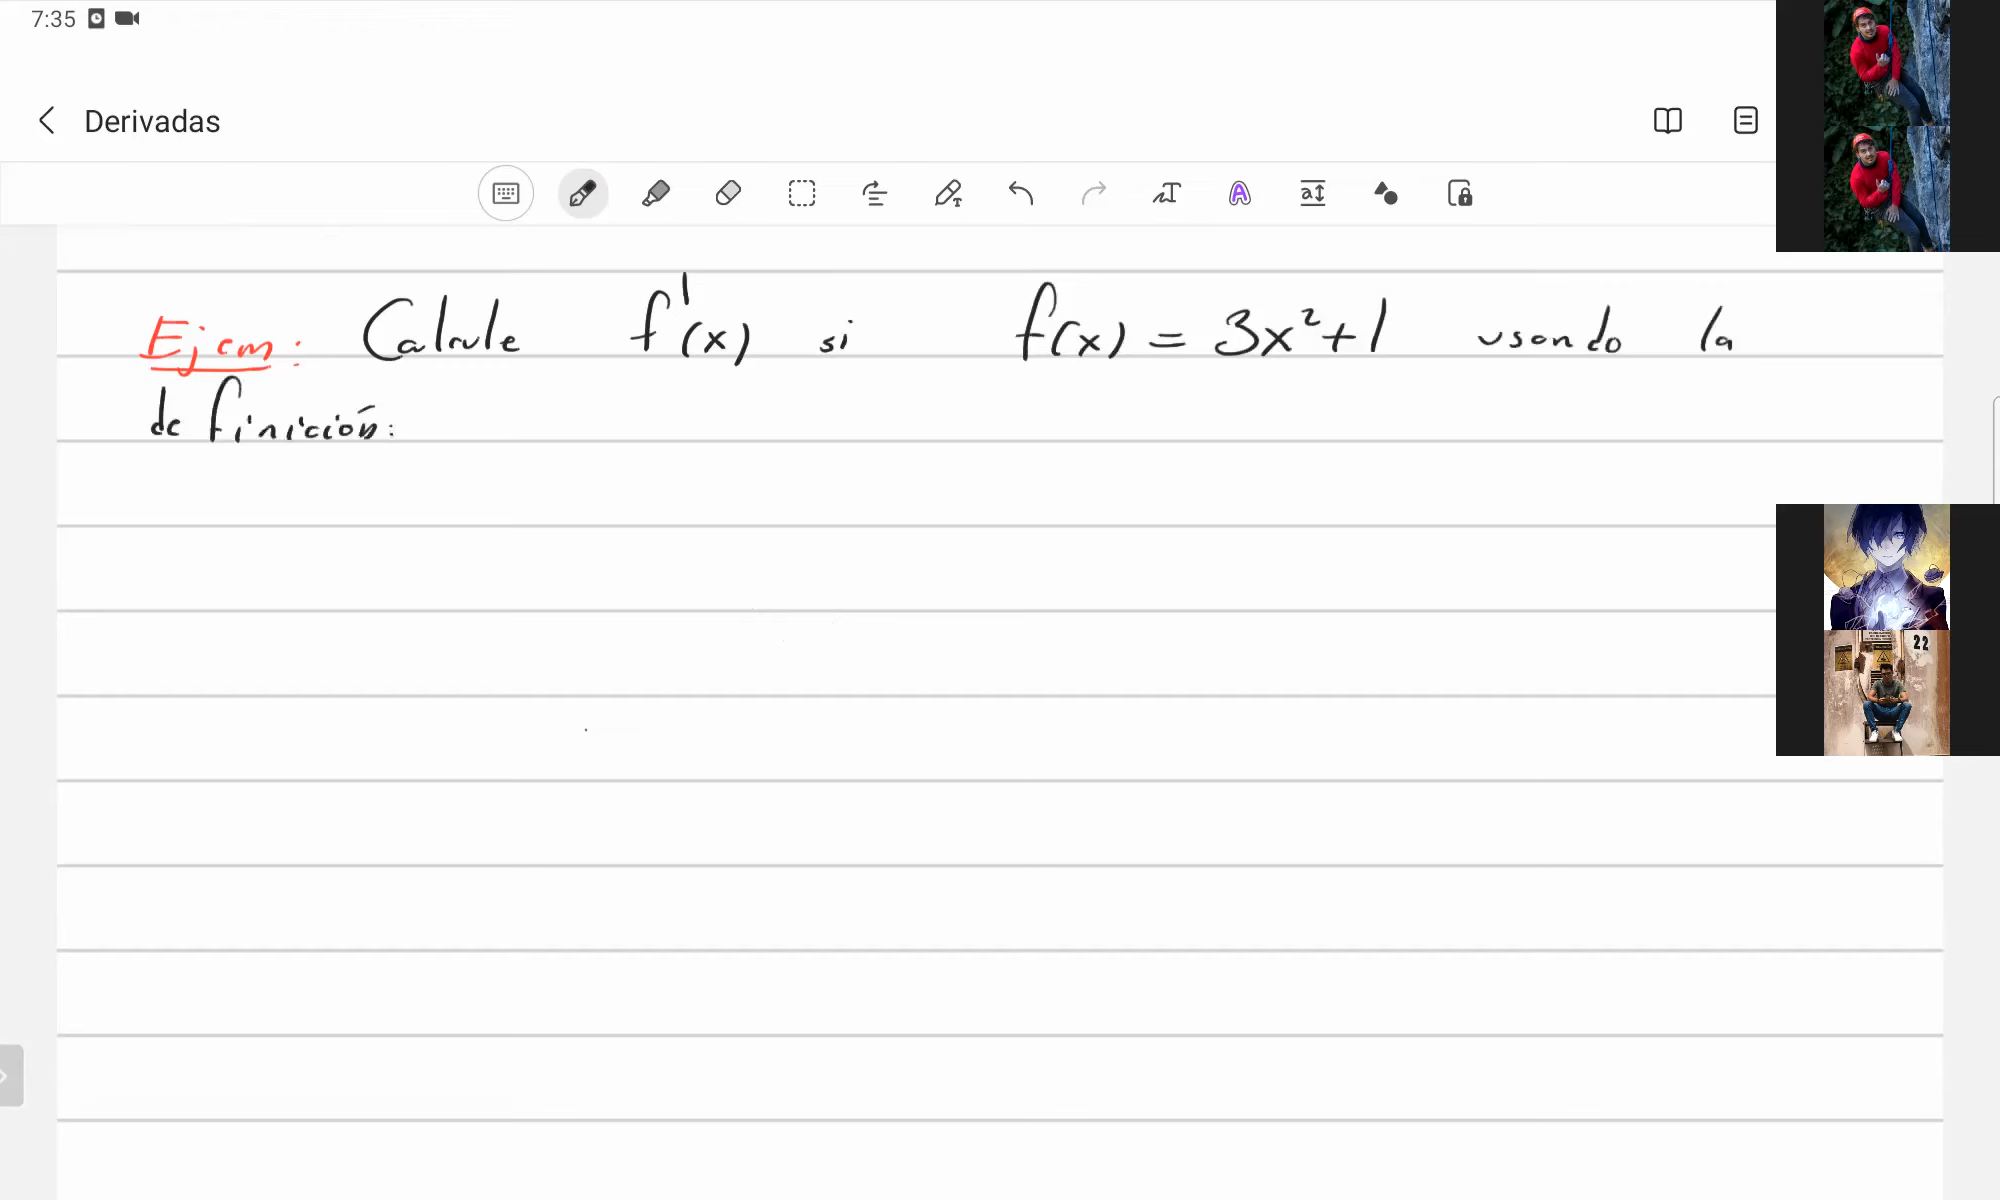 7:35
Derivadas
Ejem: Calcule f'(x) si f(x) = 3x²+1 usando la
definición:
22